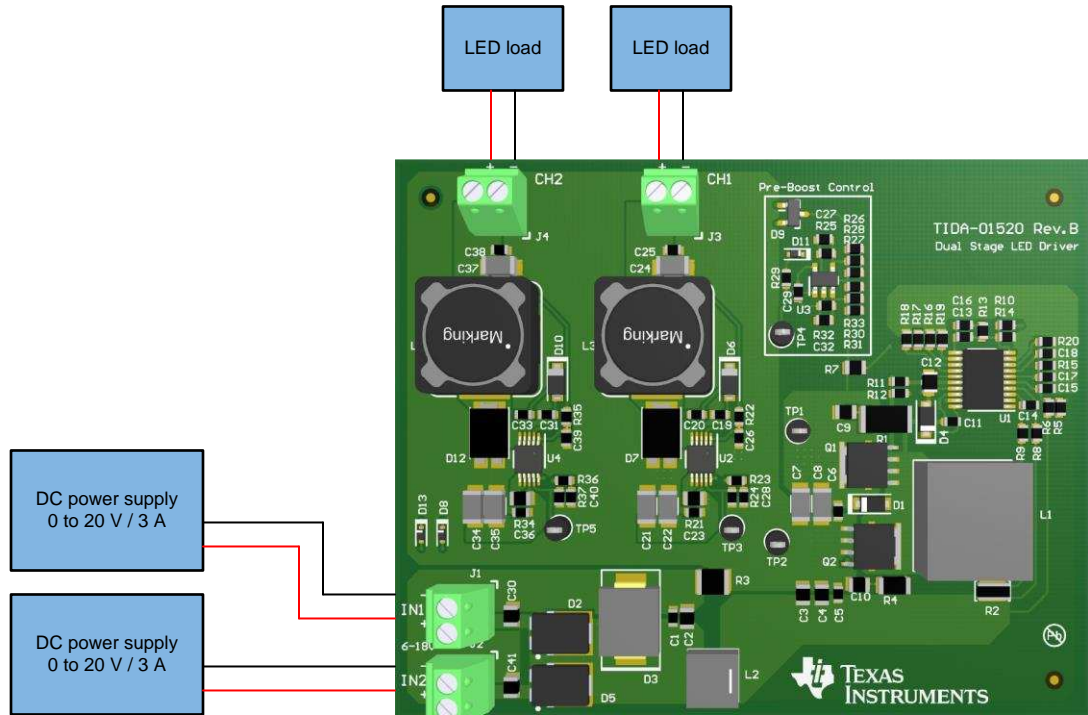 LED load
LED load
CH2
CH1
J4
J3
C38
C37
C25
C24
Pre-Boost Control
D9
C27
R25
R26
R28
R27
D11
R29
C29
U3
TP4
R32
C32
R33
R30
R31
TIDA-01520 Rev.B
Dual Stage LED Driver
Marking
L3
Marking
D10
D6
R18
R17
R16
R19
C16
C13
R13
R10
R14
R20
C18
R15
C17
C15
U1
C14
R6
R5
R9
R8
R7
R11
R12
C12
C11
D4
C9
R1
TP1
Q1
C33
C31
R35
C39
D12
U4
C20
C19
R22
C26
D7
U2
R36
R37
C40
R23
R24
C28
C7
C8
C6
D1
L1
DC power supply
0 to 20 V / 3 A
D13
D8
C34
C35
R34
C36
TP5
C21
C22
R21
C23
TP3
TP2
Q2
C10
R4
R2
R3
C3
C4
C5
J1
C30
IN1
-
+
D2
D3
C1
C2
DC power supply
0 to 20 V / 3 A
6-18V
J2
C41
IN2
+
D5
L2
Pb
TEXAS
INSTRUMENTS